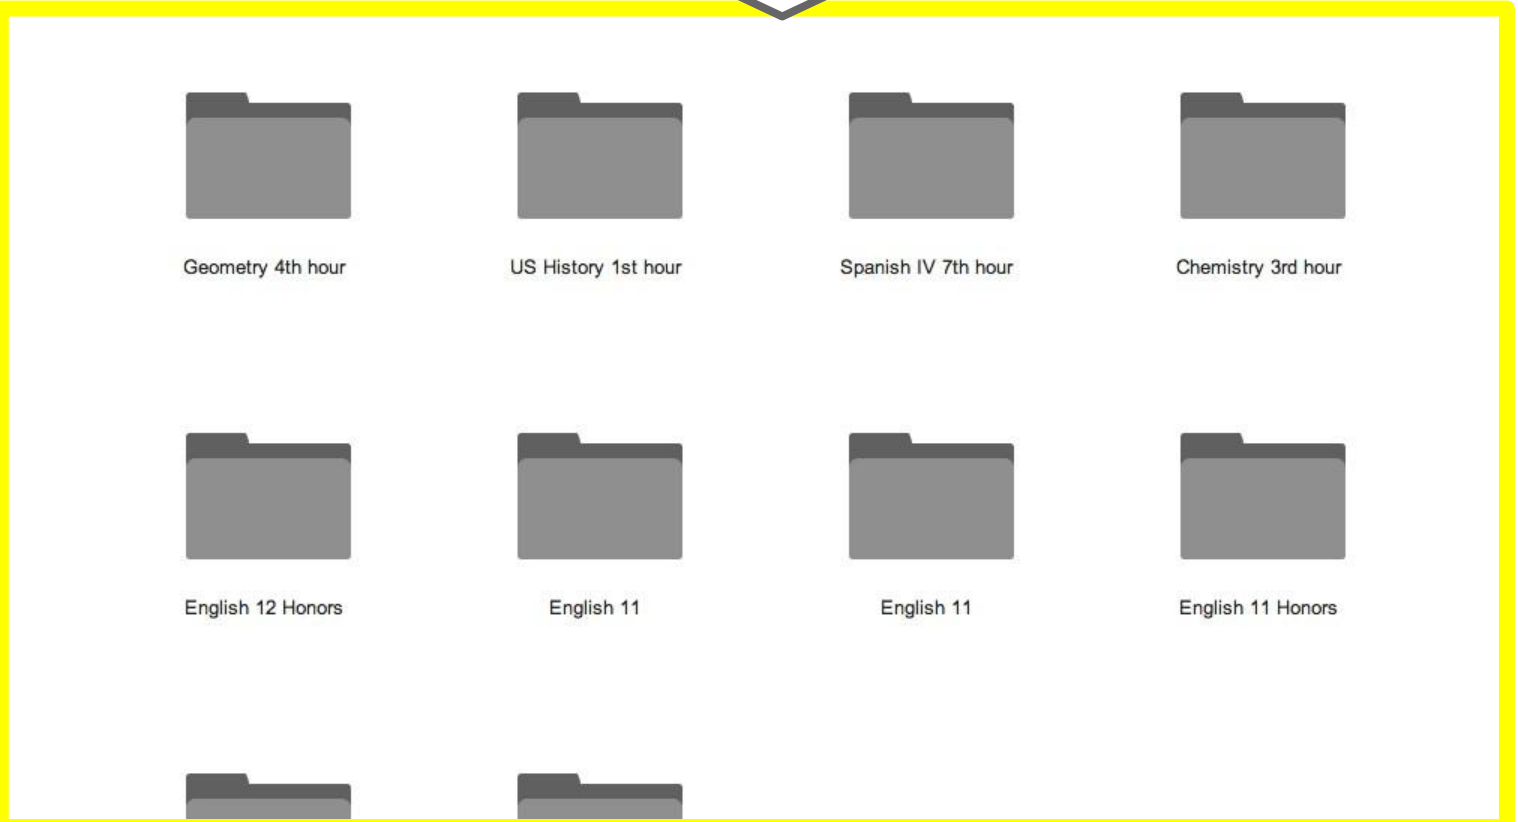 Geometry 4th hour
US History 1st hour
Spanish IV 7th hour
Chemistry 3rd hour
English 12 Honors
English 11
English 11
English 11 Honors